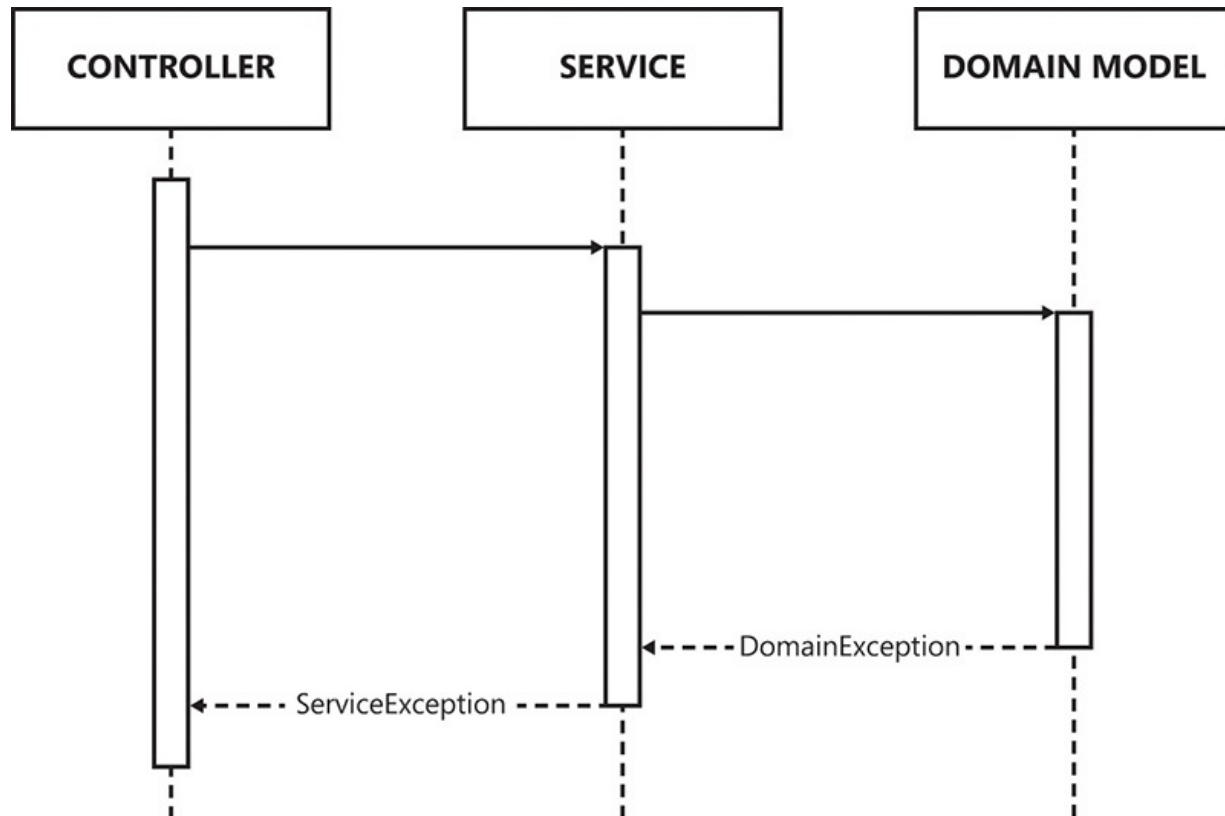 CONTROLLER
SERVICE
DOMAIN MODEL
DomainException
ServiceException